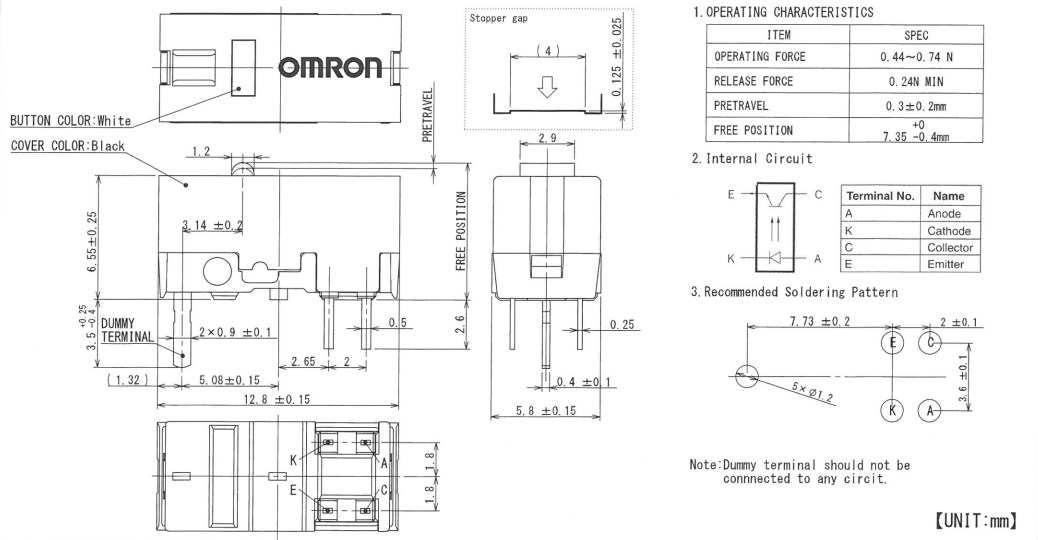 OMRON
BUTTON COLOR:White
COVER COLOR:Black
Stopper gap
(4)
0.125 ±0.025
PRETRAVEL
1.2
3.14 ±0.2
6.55±0.25
FREE POSITION
3.5 +0.25 -0.4
DUMMY
TERMINAL
2×0.9 ±0.1
0.5
2.6
2.65
2
(1.32)
5.08±0.15
12.8 ±0.15
2.9
0.25
0.4 ±0.1
5.8 ±0.15
K
A
E
C
1.8
1.8
1.OPERATING CHARACTERISTICS
ITEM SPEC
OPERATING FORCE 0.44~0.74 N
RELEASE FORCE 0.24N MIN
PRETRAVEL 0.3±0.2mm
FREE POSITION 7.35 +0 -0.4mm
2.Internal Circuit
E C
K A
Terminal No. Name
A Anode
K Cathode
C Collector
E Emitter
3.Recommended Soldering Pattern
7.73 ±0.2
2 ±0.1
E C
5×Ø1.2
3.6 ±0.1
K A
Note:Dummy terminal should not be
connnected to any circit.
【UNIT:mm】